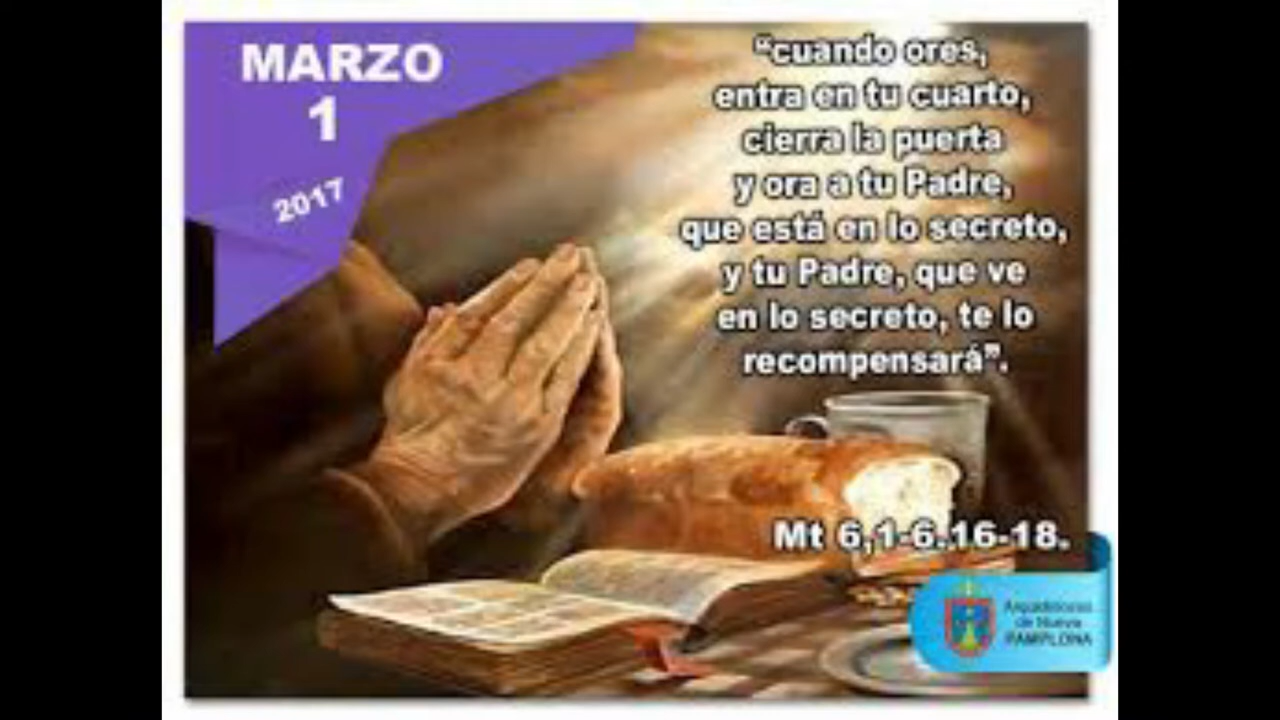 MARZO
1
2017
“cuando ores,
entra en tu cuarto,
cierra la puerta
y ora a tu Padre,
que está en lo secreto,
y tu Padre, que ve
en lo secreto, te lo
recompensará”.
Mt 6,1-6.16-18.
Arquidiócesis
de Nueva
PAMPLONA